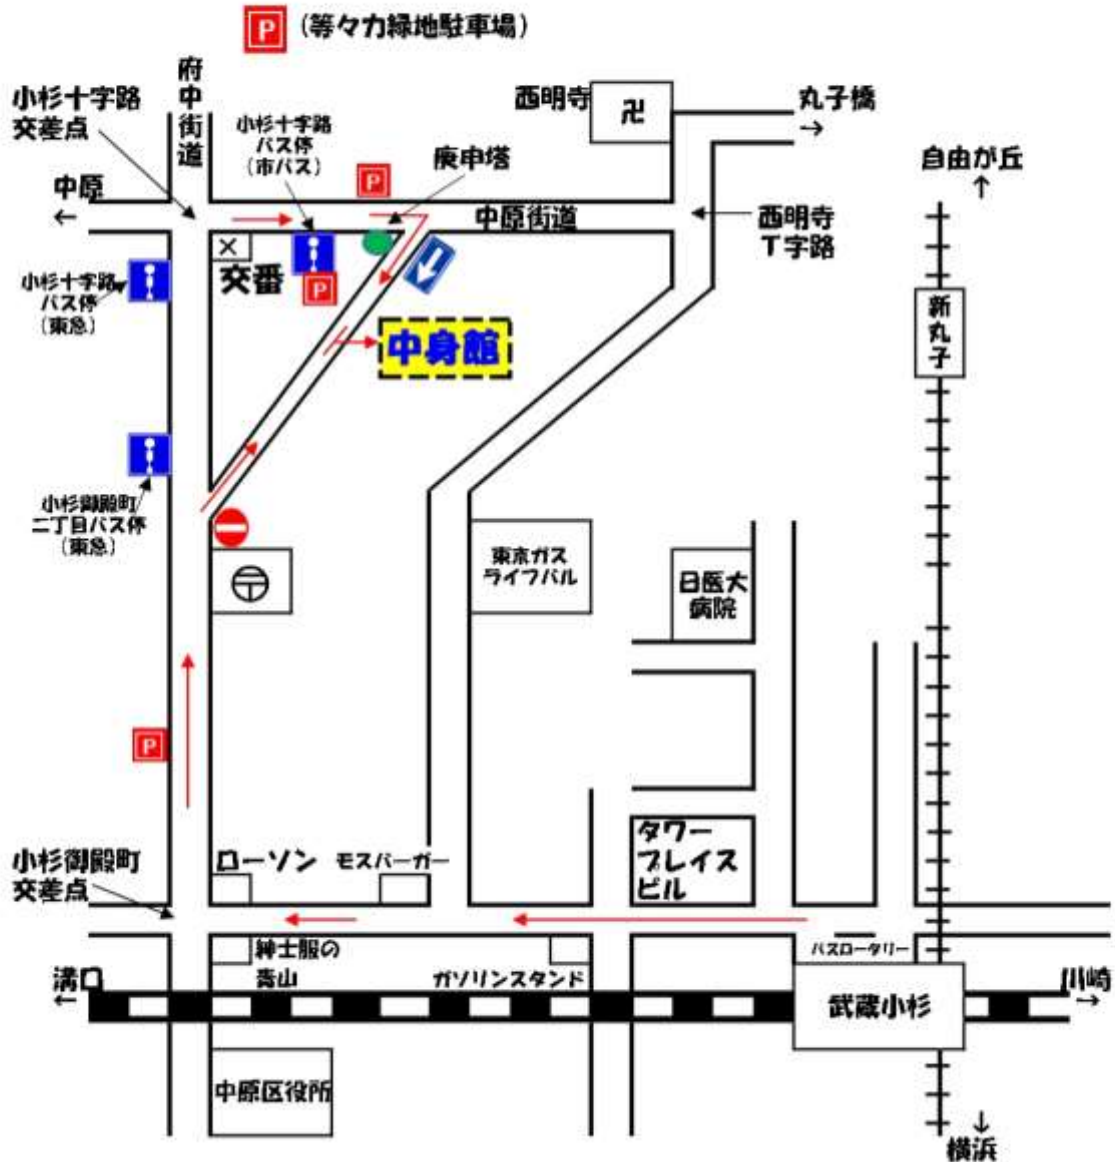 P (等々力緑地駐車場)
府中街道
小杉十字路
交差点
小杉十字路
バス停
(市バス)
P
庚申塔
西明寺
卍
丸子橋
→
自由が丘
↑
中原
←
中原街道
西明寺
T字路
交番
P
小杉十字路
バス停
(東急)
新丸子
中身館
小杉御殿町
二丁目バス停
(東急)
〒
東京ガス
ライフバル
日医大
病院
P
小杉御殿町
交差点
ローソン
モスバーガー
タワー
プレイス
ビル
紳士服の
青山
ガソリンスタンド
バスロータリー
溝口
←
武蔵小杉
川崎
→
中原区役所
↓
横浜